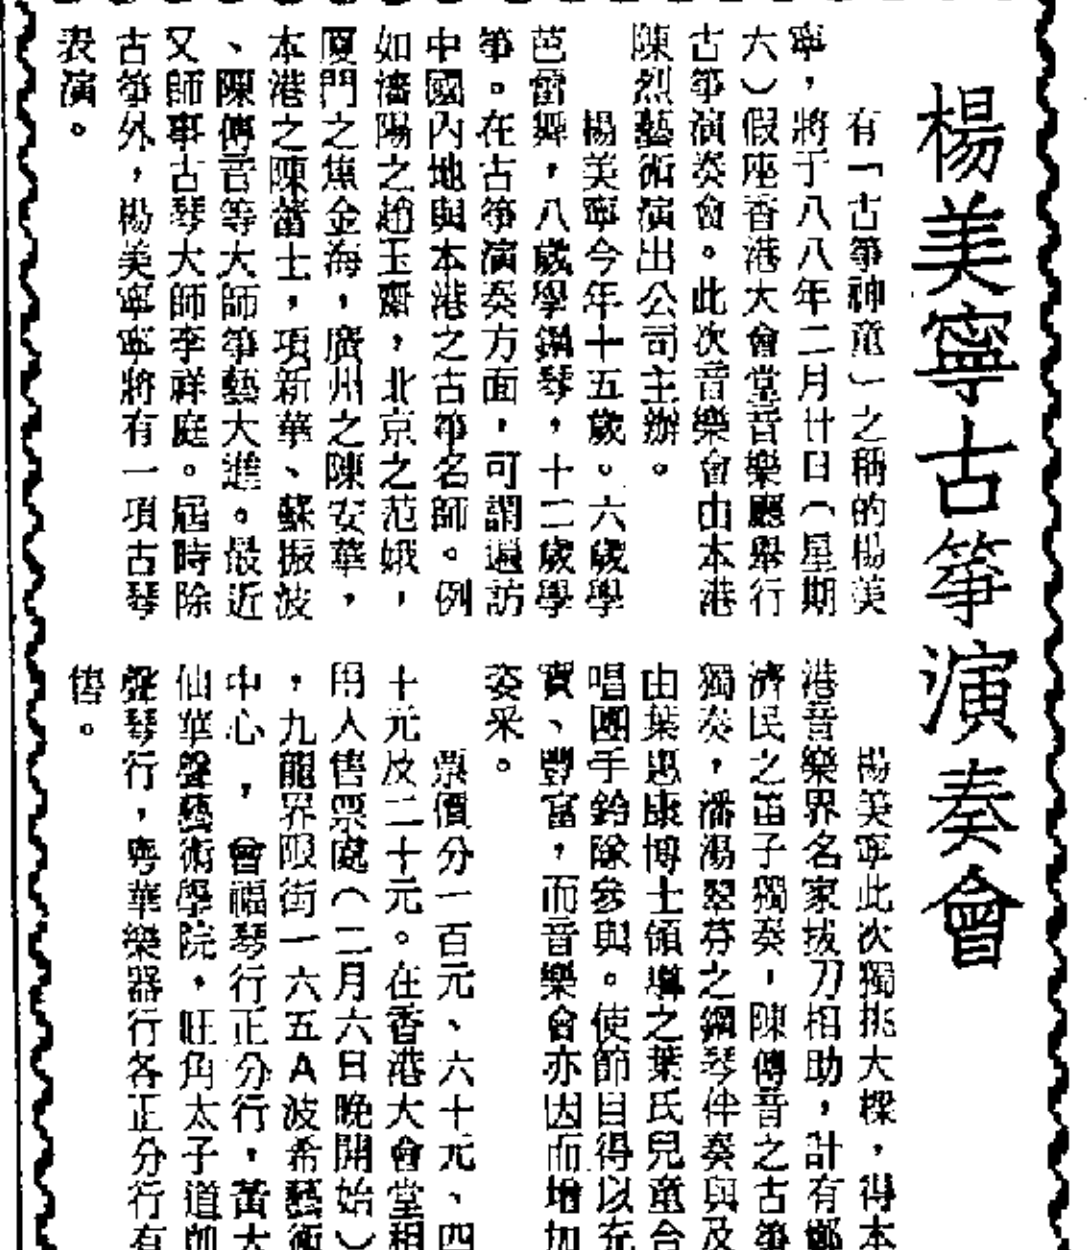 楊美寧古箏演奏會
有「古箏神童」之稱的楊美
寧，將于八八年二月廿日（星期
六）假座香港大會堂音樂廳舉行
古箏演奏會。此次音樂會由本港
陳烈藝術演出公司主辦。
楊美寧今年十五歲。六歲學
芭蕾舞，八歲學鋼琴，十二歲學
箏。在古箏演奏方面，可謂遍訪
中國內地與本港之古箏名師。例
如瀋陽之趙玉齋，北京之范娥，
廈門之焦金海，廣州之陳安華，
本港之陳蕾士，項新華、蘇振波
、陳傳音等大師箏藝大進。最近
又師事古琴大師李祥庭。屆時除
古箏外，楊美寧寧將有一項古琴
表演。
楊美寧此次獨挑大樑，得本
港音樂界名家拔刀相助，計有鄭
濟民之笛子獨奏，陳傳音之古箏
獨奏，潘湯翠芬之鋼琴伴奏與及
由葉惠康博士領導之葉氏兒童合
唱團手鈴隊參與。使節目得以充
實、豐富，而音樂會亦因而增加
姿采。
票價分一百元、六十元、四
十元及二十元。在香港大會堂租
用人售票處（二月六日晚開始）
，九龍界限街一六五A波希藝術
中心，曾福琴行正分行，黃大
仙華聲藝術學院，旺角太子道帥
聲琴行，粵華樂器行各正分行有
售。